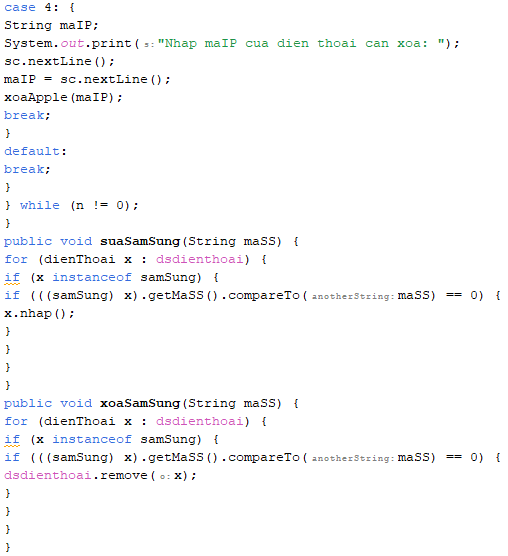 case 4: {
String maIP;
System.out.print(s:"Nhap maIP cua dien thoai can xoa: ");
sc.nextLine();
maIP = sc.nextLine();
xoaApple(maIP);
break;
}
default:
break;
}
} while (n != 0);
}
public void suaSamSung(String maSS) {
for (dienThoai x : dsdienthoai) {
if (x instanceof samSung) {
if (((samSung) x).getMaSS().compareTo(anotherString:maSS) == 0) {
x.nhap();
}
}
}
}
public void xoaSamSung(String maSS) {
for (dienThoai x : dsdienthoai) {
if (x instanceof samSung) {
if (((samSung) x).getMaSS().compareTo(anotherString:maSS) == 0) {
dsdienthoai.remove(o:x);
}
}
}
}